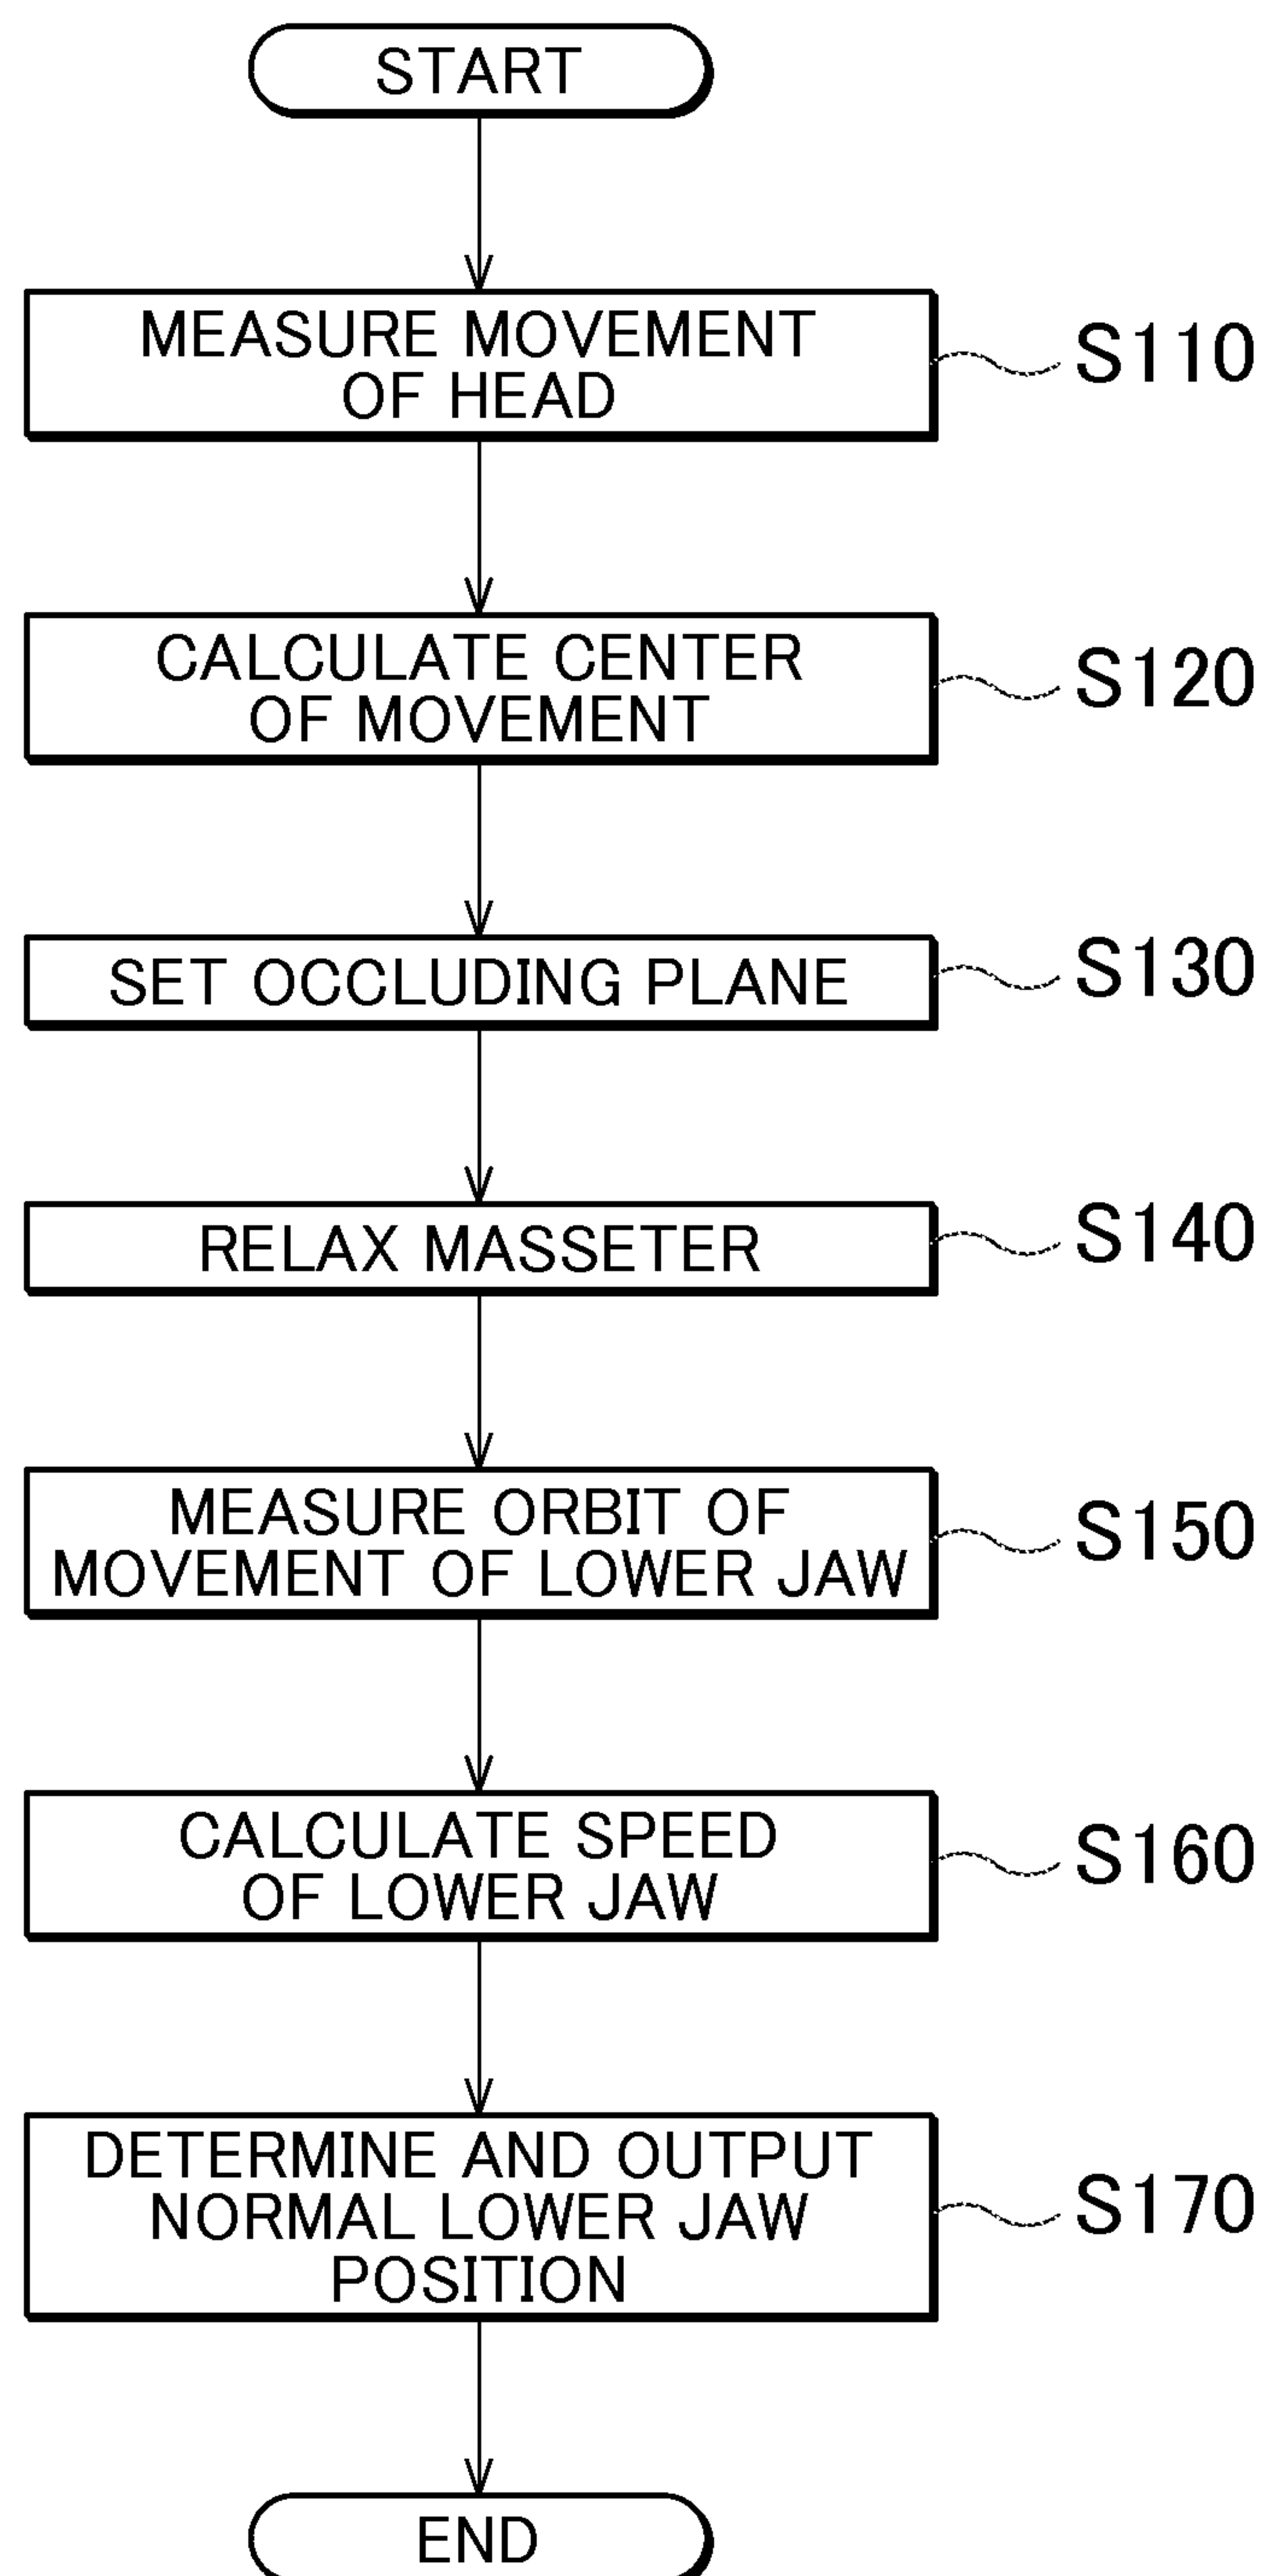 START
MEASURE MOVEMENT
OF HEAD
S110
CALCULATE CENTER
OF MOVEMENT
S120
SET OCCLUDING PLANE
S130
RELAX MASSETER
S140
MEASURE ORBIT OF
MOVEMENT OF LOWER JAW
S150
CALCULATE SPEED
OF LOWER JAW
S160
DETERMINE AND OUTPUT
NORMAL LOWER JAW
POSITION
S170
END